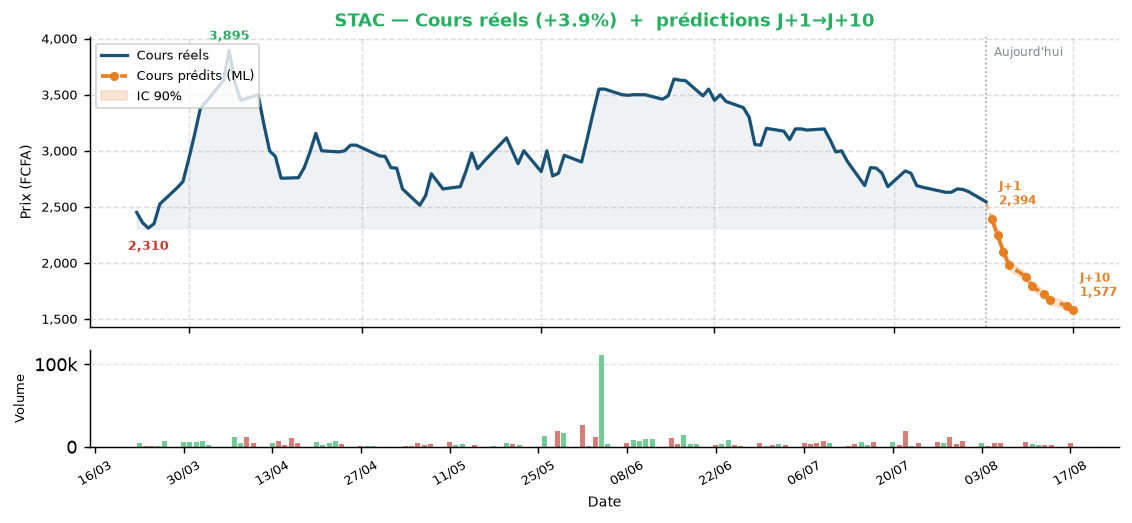 STAC — Cours réels (+3.9%)  +  prédictions J+1→J+10
3,895
4,000
3,500
3,000
2,500
2,000
1,500
Prix (FCFA)
Cours réels
Cours prédits (ML)
IC 90%
Aujourd'hui
2,310
J+1
2,394
J+10
1,577
100k
0
Volume
16/03
30/03
13/04
27/04
11/05
25/05
08/06
22/06
06/07
20/07
03/08
17/08
Date